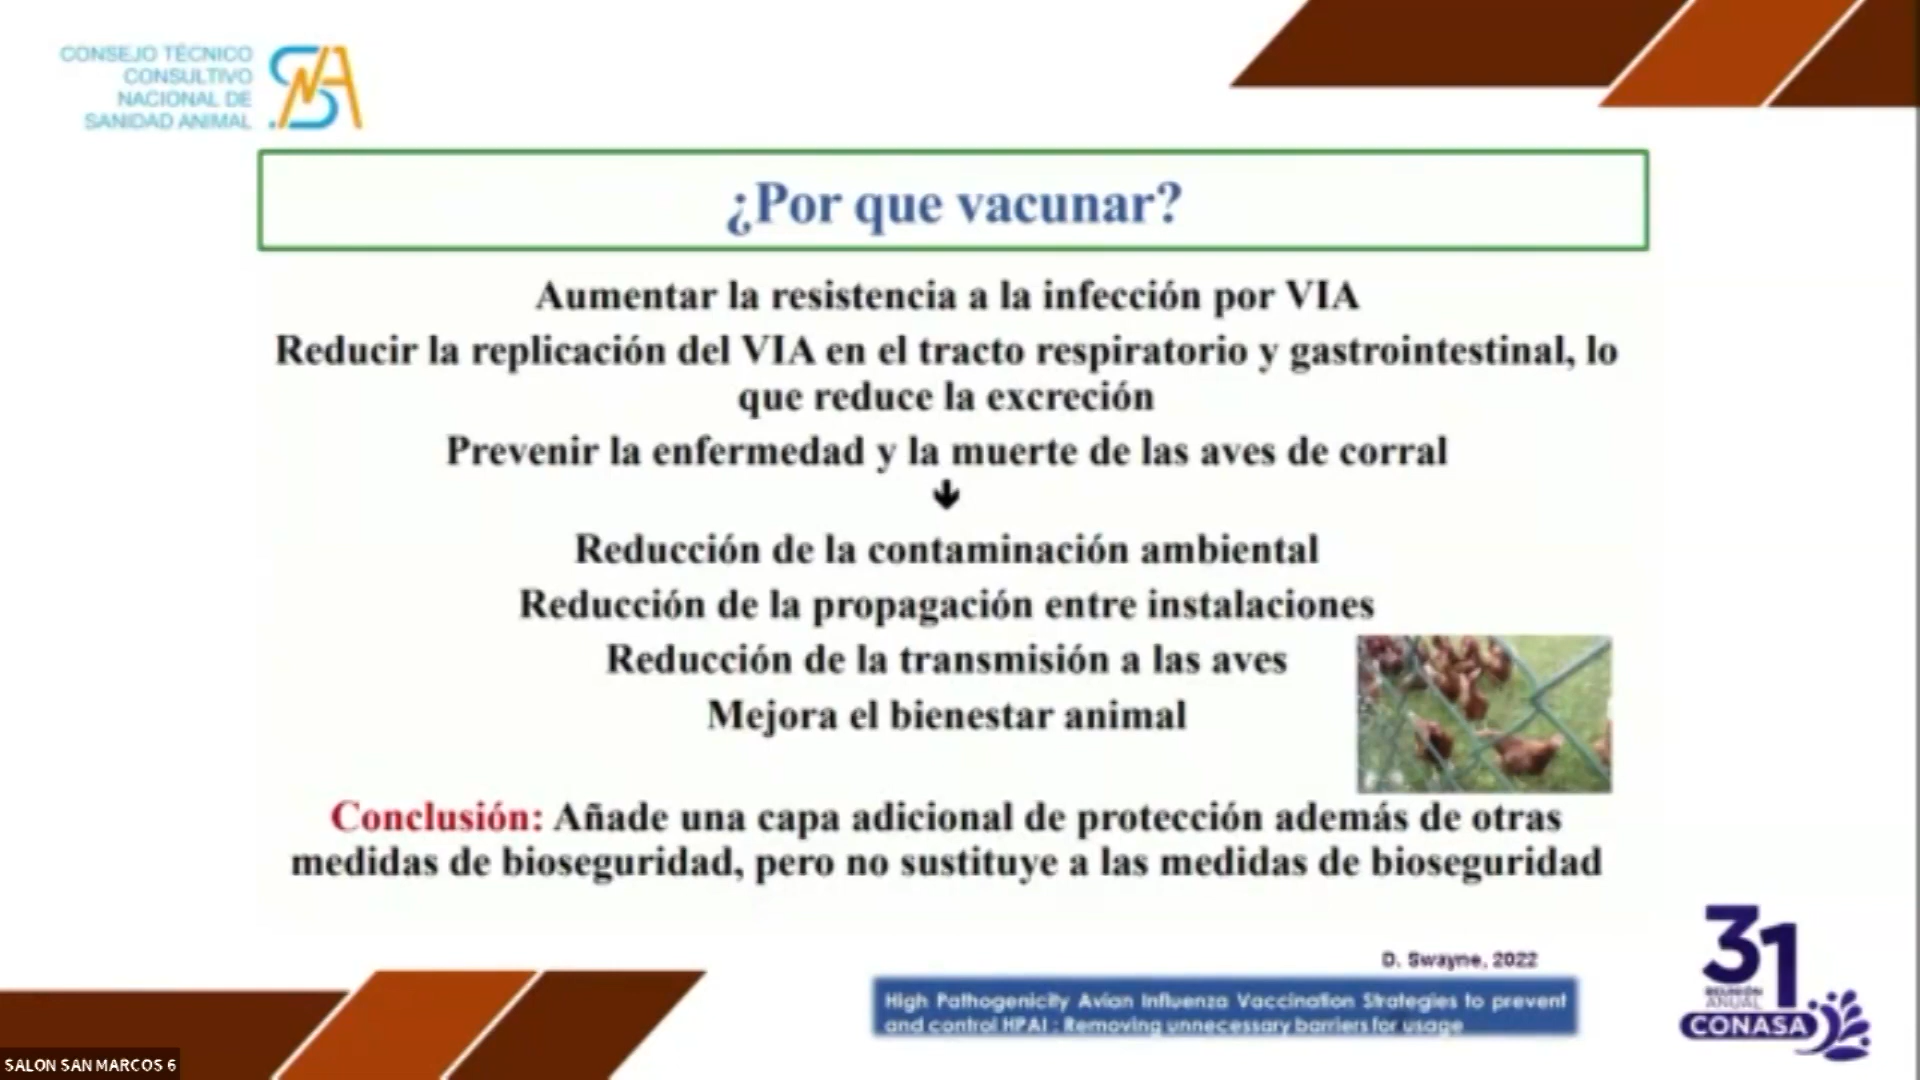 CONSEJO TÉCNICO
CONSULTIVO
NACIONAL DE
SANIDAD ANIMAL
¿Por que vacunar?
Aumentar la resistencia a la infección por VIA
Reducir la replicación del VIA en el tracto respiratorio y gastrointestinal, lo
que reduce la excreción
Prevenir la enfermedad y la muerte de las aves de corral
Reducción de la contaminación ambiental
Reducción de la propagación entre instalaciones
Reducción de la transmisión a las aves
Mejora el bienestar animal
Conclusión: Añade una capa adicional de protección además de otras
medidas de bioseguridad, pero no sustituye a las medidas de bioseguridad
D. Swayne, 2022
High Pathogenicity Avian Influenza Vaccination Strategies to prevent
and control HPAI : Removing unnecessary barriers for usage
31
REUNIÓN
ANUAL
CONASA
SALON SAN MARCOS 6